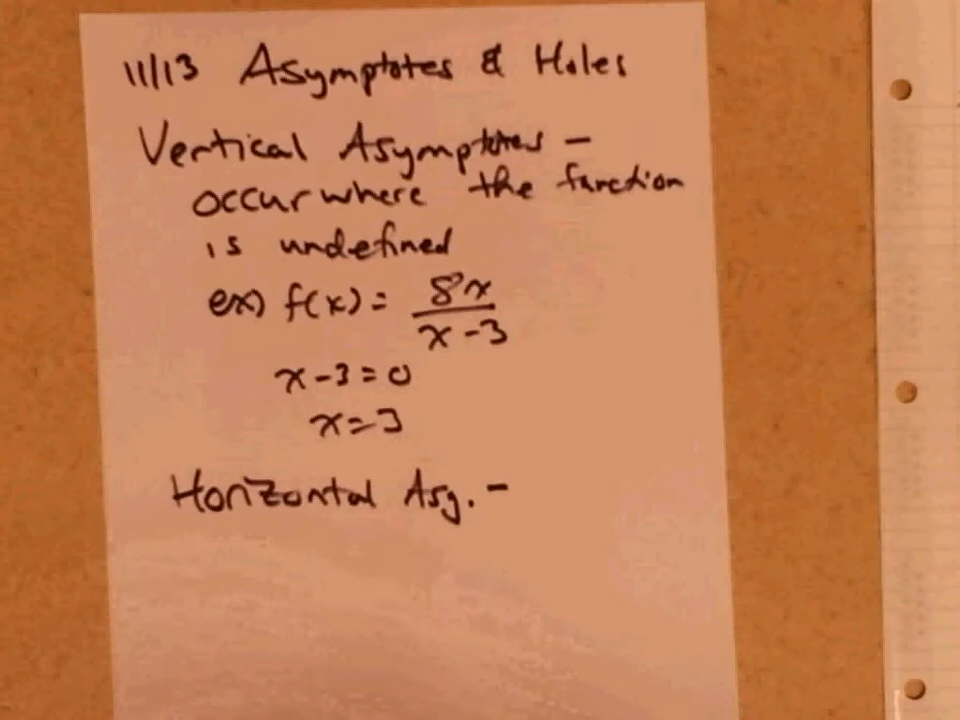 11/13 Asymptotes & Holes
Vertical Asymptotes -
occur where the function
is undefined
ex) f(x) = 8x / x-3
x-3=0
x=3
Horizontal Asy. -